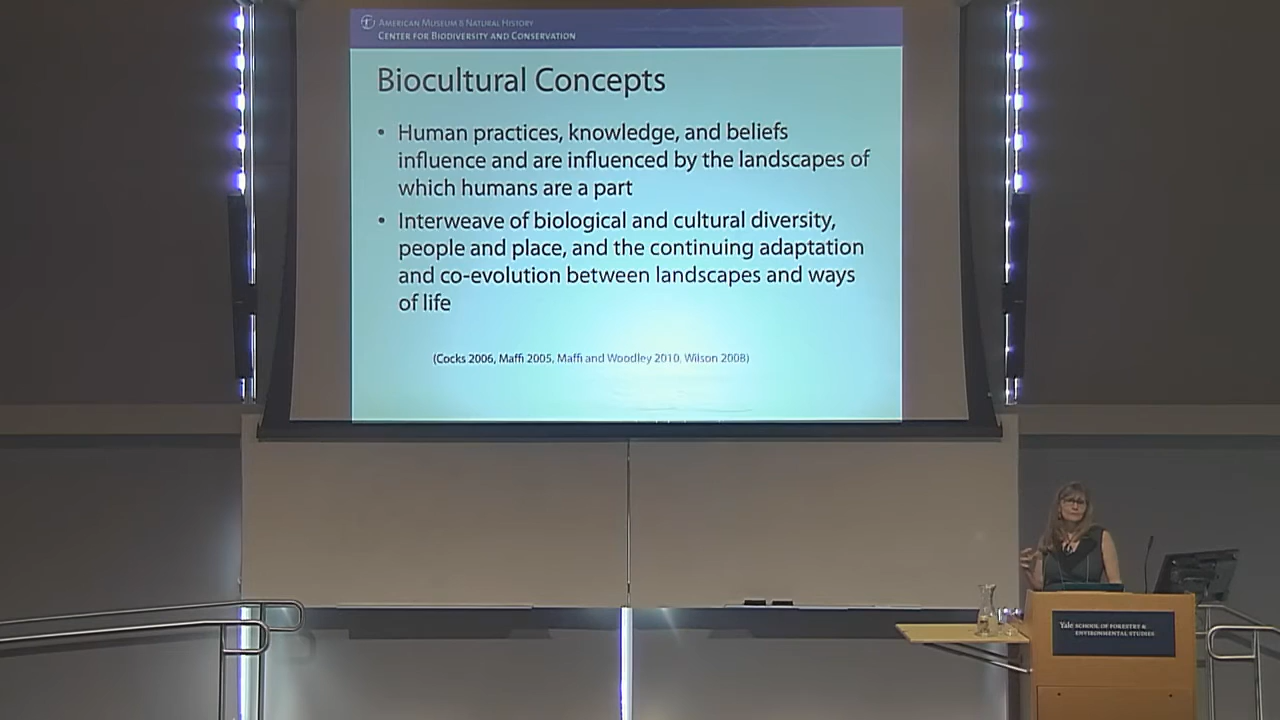 AMERICAN MUSEUM & NATURAL HISTORY
CENTER FOR BIODIVERSITY AND CONSERVATION
Biocultural Concepts
• Human practices, knowledge, and beliefs
influence and are influenced by the landscapes of
which humans are a part
• Interweave of biological and cultural diversity,
people and place, and the continuing adaptation
and co-evolution between landscapes and ways
of life
(Cocks 2006, Maffi 2005, Maffi and Woodley 2010, Wilson 2008)
Yale SCHOOL OF FORESTRY &
ENVIRONMENTAL STUDIES